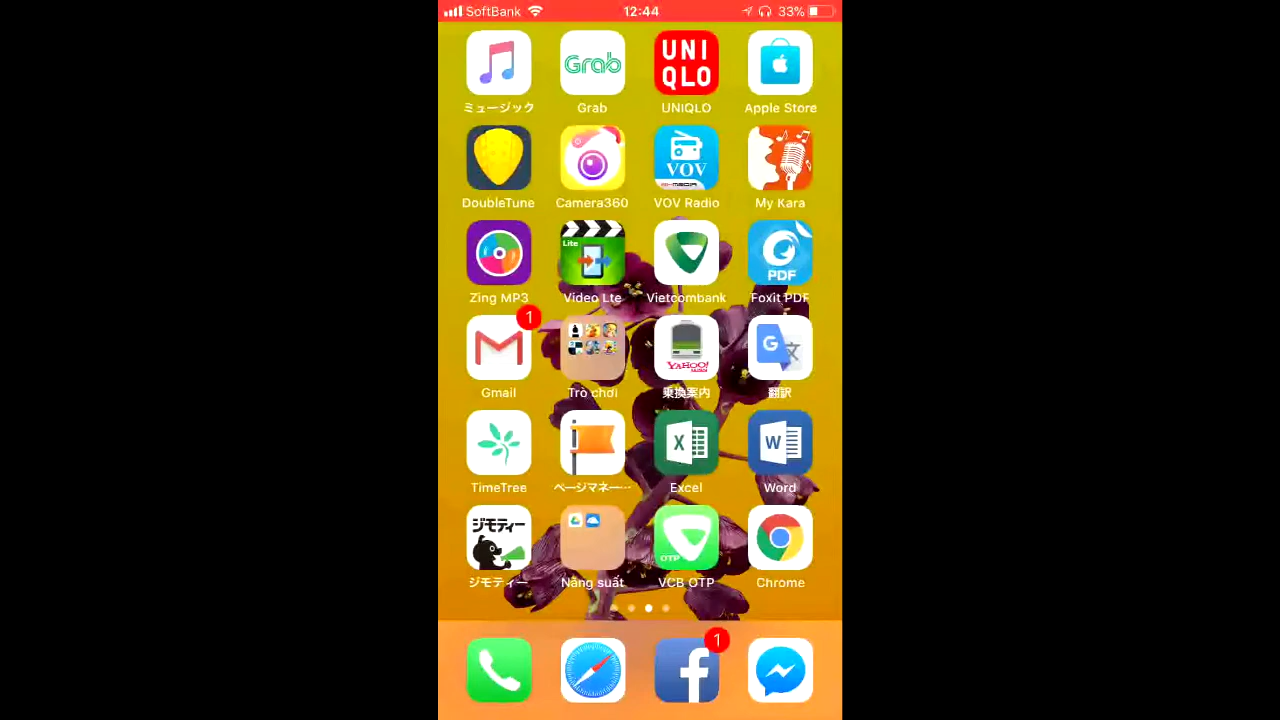 SoftBank 12:44 33%
Grab UNI QLO
ミュージック Grab UNIQLO Apple Store
VOV
DoubleTune Camera360 VOV Radio My Kara
Lite PDF
Zing MP3 Video Lte Vietcombank Foxit PDF
1
YAHOO! G 文
Gmail Trò chơi 乗換案内 翻訳
X W
TimeTree ページマネー… Excel Word
ジモティー
OTP
ジモティー Năng suất VCB OTP Chrome
1
f